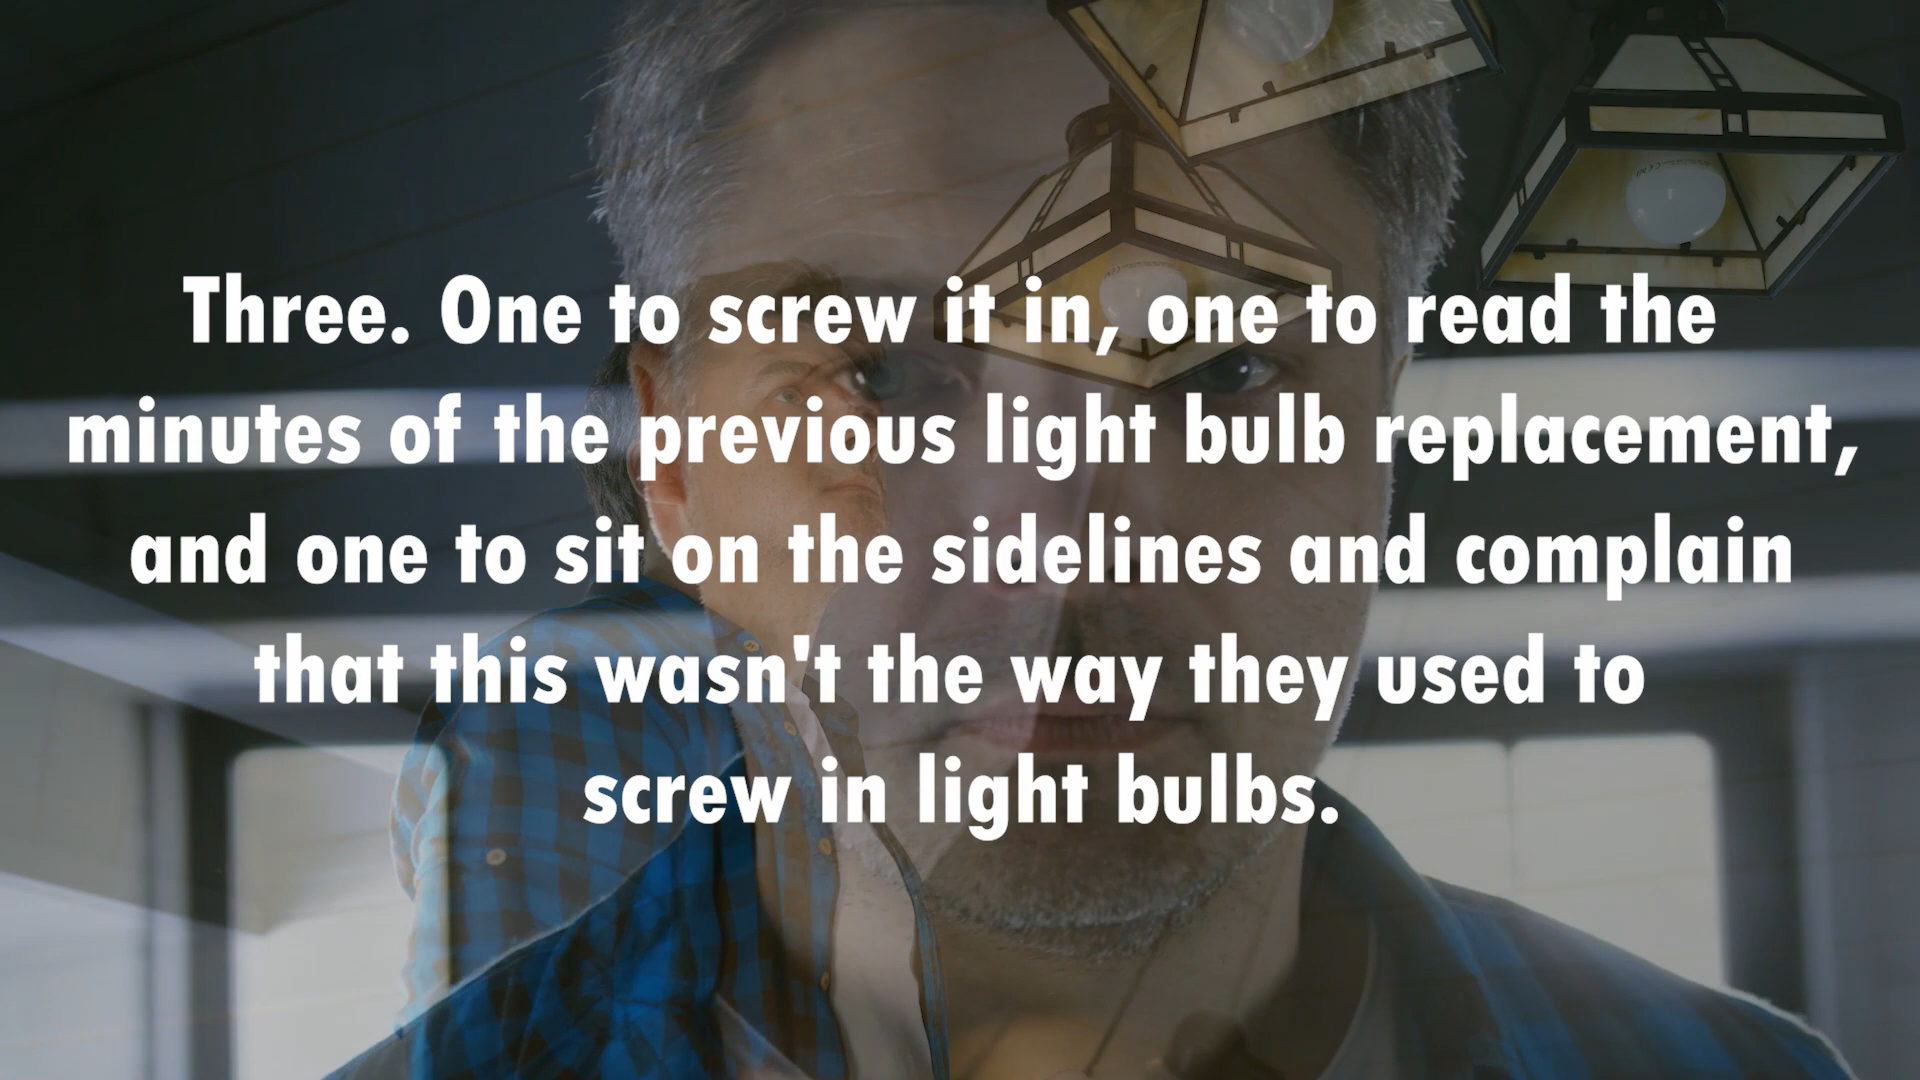 Three. One to screw it in, one to read the
minutes of the previous light bulb replacement,
and one to sit on the sidelines and complain
that this wasn't the way they used to
screw in light bulbs.